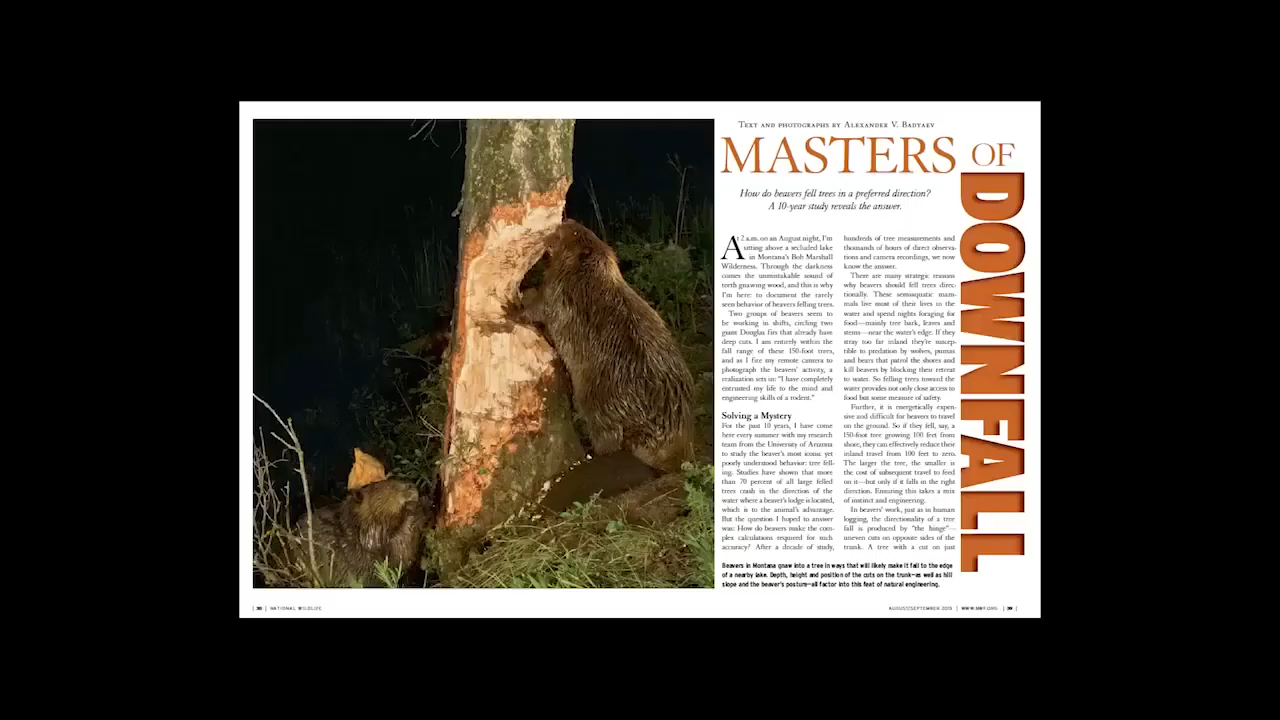 TEXT AND PHOTOGRAPHS BY ALEXANDER V. BADYAEV
MASTERS OF
DOWNFALL
How do beavers fell trees in a preferred direction?
A 10-year study reveals the answer.
At 2 a.m. on an August night, I'm
sitting above a secluded lake
in Montana's Bob Marshall
Wilderness. Through the darkness
comes the unmistakable sound of
teeth gnawing wood, and this is why
I'm here: to document the rarely
seen behavior of beavers felling trees.
Two groups of beavers seem to
be working in shifts, circling two
giant Douglas firs that already have
deep cuts. I am entirely within the
fall range of these 150-foot trees,
and as I fire my remote camera to
photograph the beavers' activity, a
realization sets in: "I have completely
entrusted my life to the mind and
engineering skills of a rodent."
Solving a Mystery
For the past 10 years, I have come
here every summer with my research
team from the University of Arizona
to study the beaver's most iconic yet
poorly understood behavior: tree fell-
ing. Studies have shown that more
than 70 percent of all large felled
trees crash in the direction of the
water where a beaver's lodge is located,
which is to the animal's advantage.
But the question I hoped to answer
was: How do beavers make the com-
plex calculations required for such
accuracy? After a decade of study,
hundreds of tree measurements and
thousands of hours of direct observa-
tions and camera recordings, we now
know the answer.
There are many strategic reasons
why beavers should fell trees direc-
tionally. These semiaquatic mam-
mals live most of their lives in the
water and spend nights foraging for
food—mainly tree bark, leaves and
stems—near the water's edge. If they
stray too far inland they're suscep-
tible to predation by wolves, pumas
and bears that patrol the shores and
kill beavers by blocking their retreat
to water. So felling trees toward the
water provides not only close access to
food but some measure of safety.
Further, it is energetically expen-
sive and difficult for beavers to travel
on the ground. So if they fell, say, a
150-foot tree growing 100 feet from
shore, they can effectively reduce their
inland travel from 100 feet to zero.
The larger the tree, the smaller is
the cost of subsequent travel to feed
on it—but only if it falls in the right
direction. Ensuring this takes a mix
of instinct and engineering.
In beavers' work, just as in human
logging, the directionality of a tree
fall is produced by "the hinge"—
uneven cuts on opposite sides of the
trunk. A tree with a cut on just
Beavers in Montana gnaw into a tree in ways that will likely make it fall to the edge
of a nearby lake. Depth, height and position of the cuts on the trunk—as well as hill
slope and the beaver's posture—all factor into this feat of natural engineering.
| 38 | NATIONAL WILDLIFE
AUGUST/SEPTEMBER 2019 | WWW.NWF.ORG | 39 |